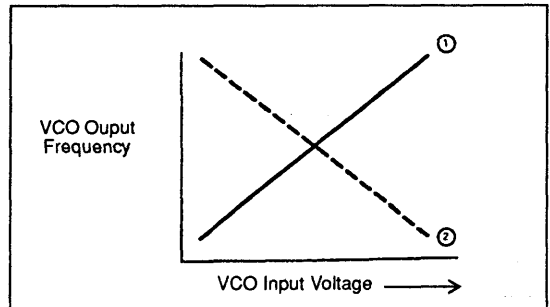 ①
VCO Ouput
Frequency
②
VCO Input Voltage